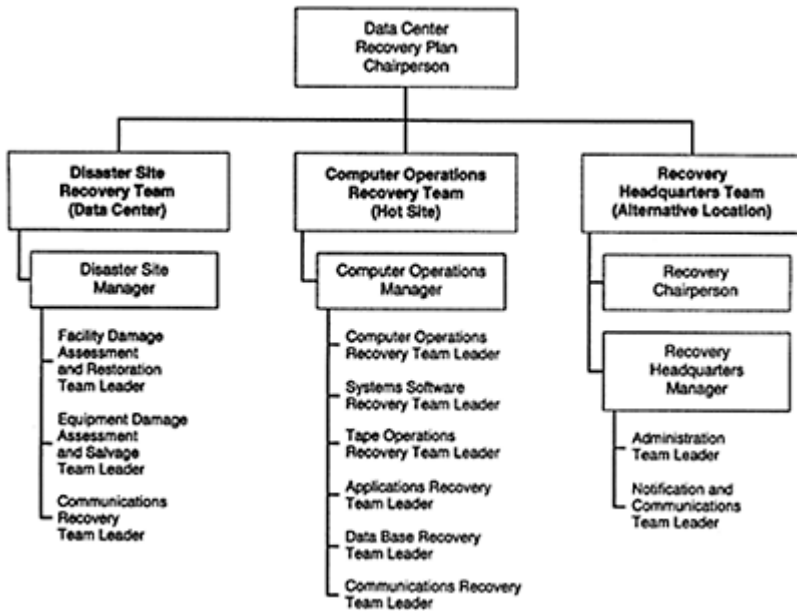 Data Center
Recovery Plan
Chairperson
Disaster Site
Recovery Team
(Data Center)
Disaster Site
Manager
Facility Damage
Assessment
and Restoration
Team Leader
Equipment Damage
Assessment
and Salvage
Team Leader
Communications
Recovery
Team Leader
Computer Operations
Recovery Team
(Hot Site)
Computer Operations
Manager
Computer Operations
Recovery Team Leader
Systems Software
Recovery Team Leader
Tape Operations
Recovery Team Leader
Applications Recovery
Team Leader
Data Base Recovery
Team Leader
Communications Recovery
Team Leader
Recovery
Headquarters Team
(Alternative Location)
Recovery
Chairperson
Recovery
Headquarters
Manager
Administration
Team Leader
Notification and
Communications
Team Leader